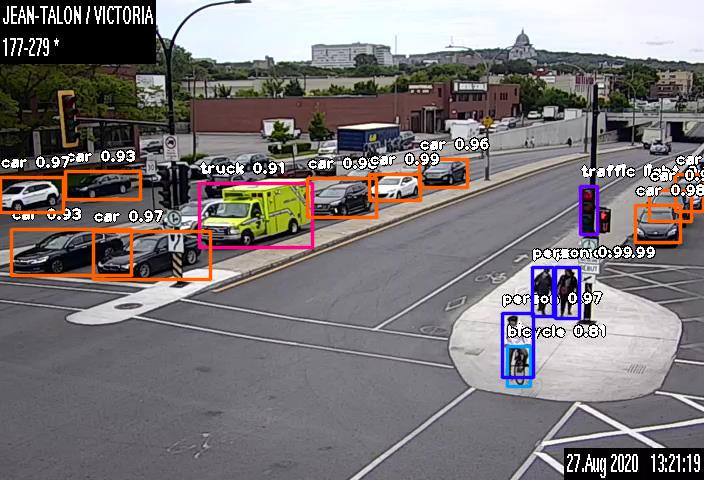 JEAN-TALON / VICTORIA
177-279 *
car 0.96
car 0.97
car 0.93
truck 0.91
car 0.99
traffic
car 0.98
car 0.93
car 0.97
person
0.99
person 0.97
bicycle 0.81
27.Aug 2020 13:21:19